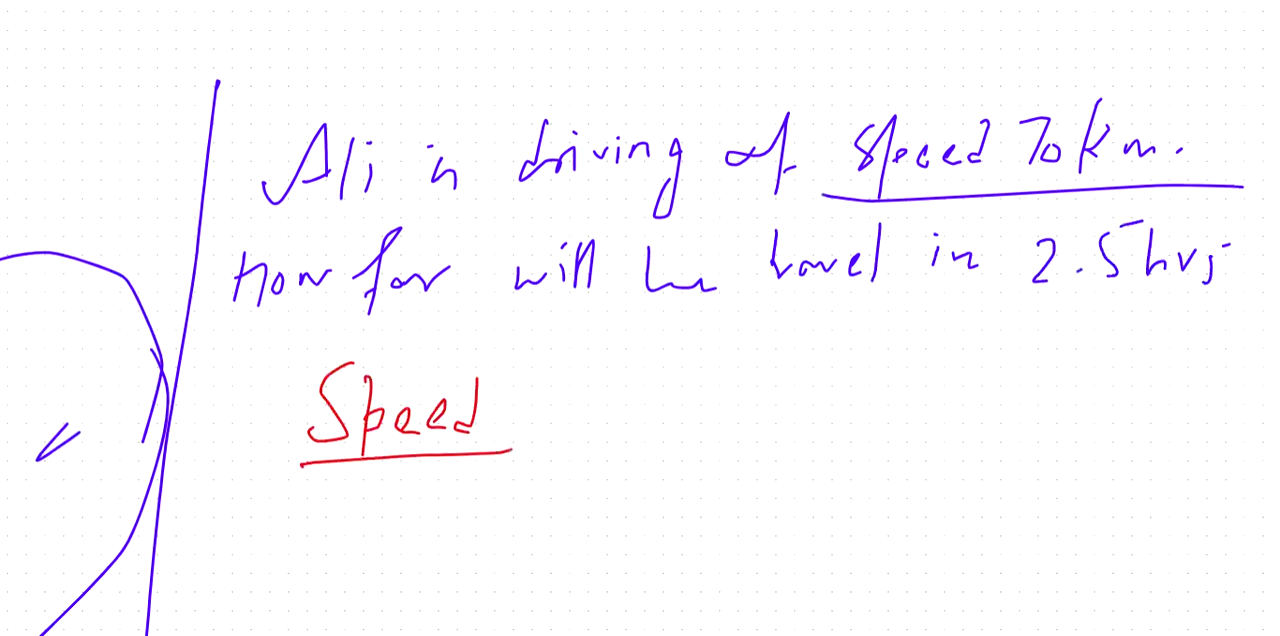 Ali is driving at speed 70km.
How far will he travel in 2.5hrs
Speed